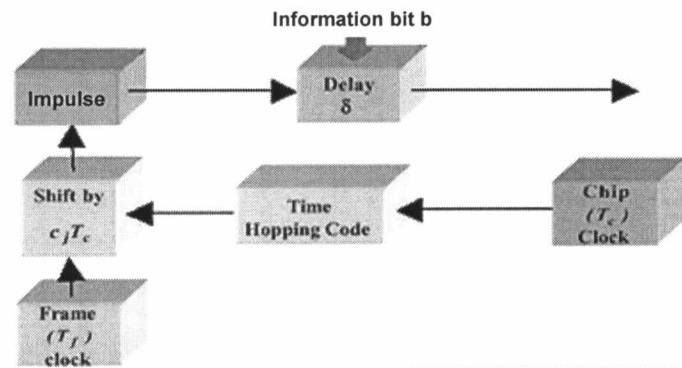 Information bit b
Impulse
Delay
δ
Shift by
c_j T_c
Time
Hopping Code
Chip
(T_c)
Clock
Frame
(T_f)
clock